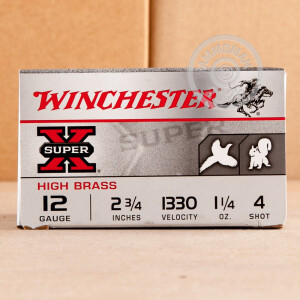 WINCHESTER
SUPER
X
SUPER
HIGH BRASS
12 2 3/4 1330 1 1/4 4
GAUGE INCHES VELOCITY OZ. SHOT